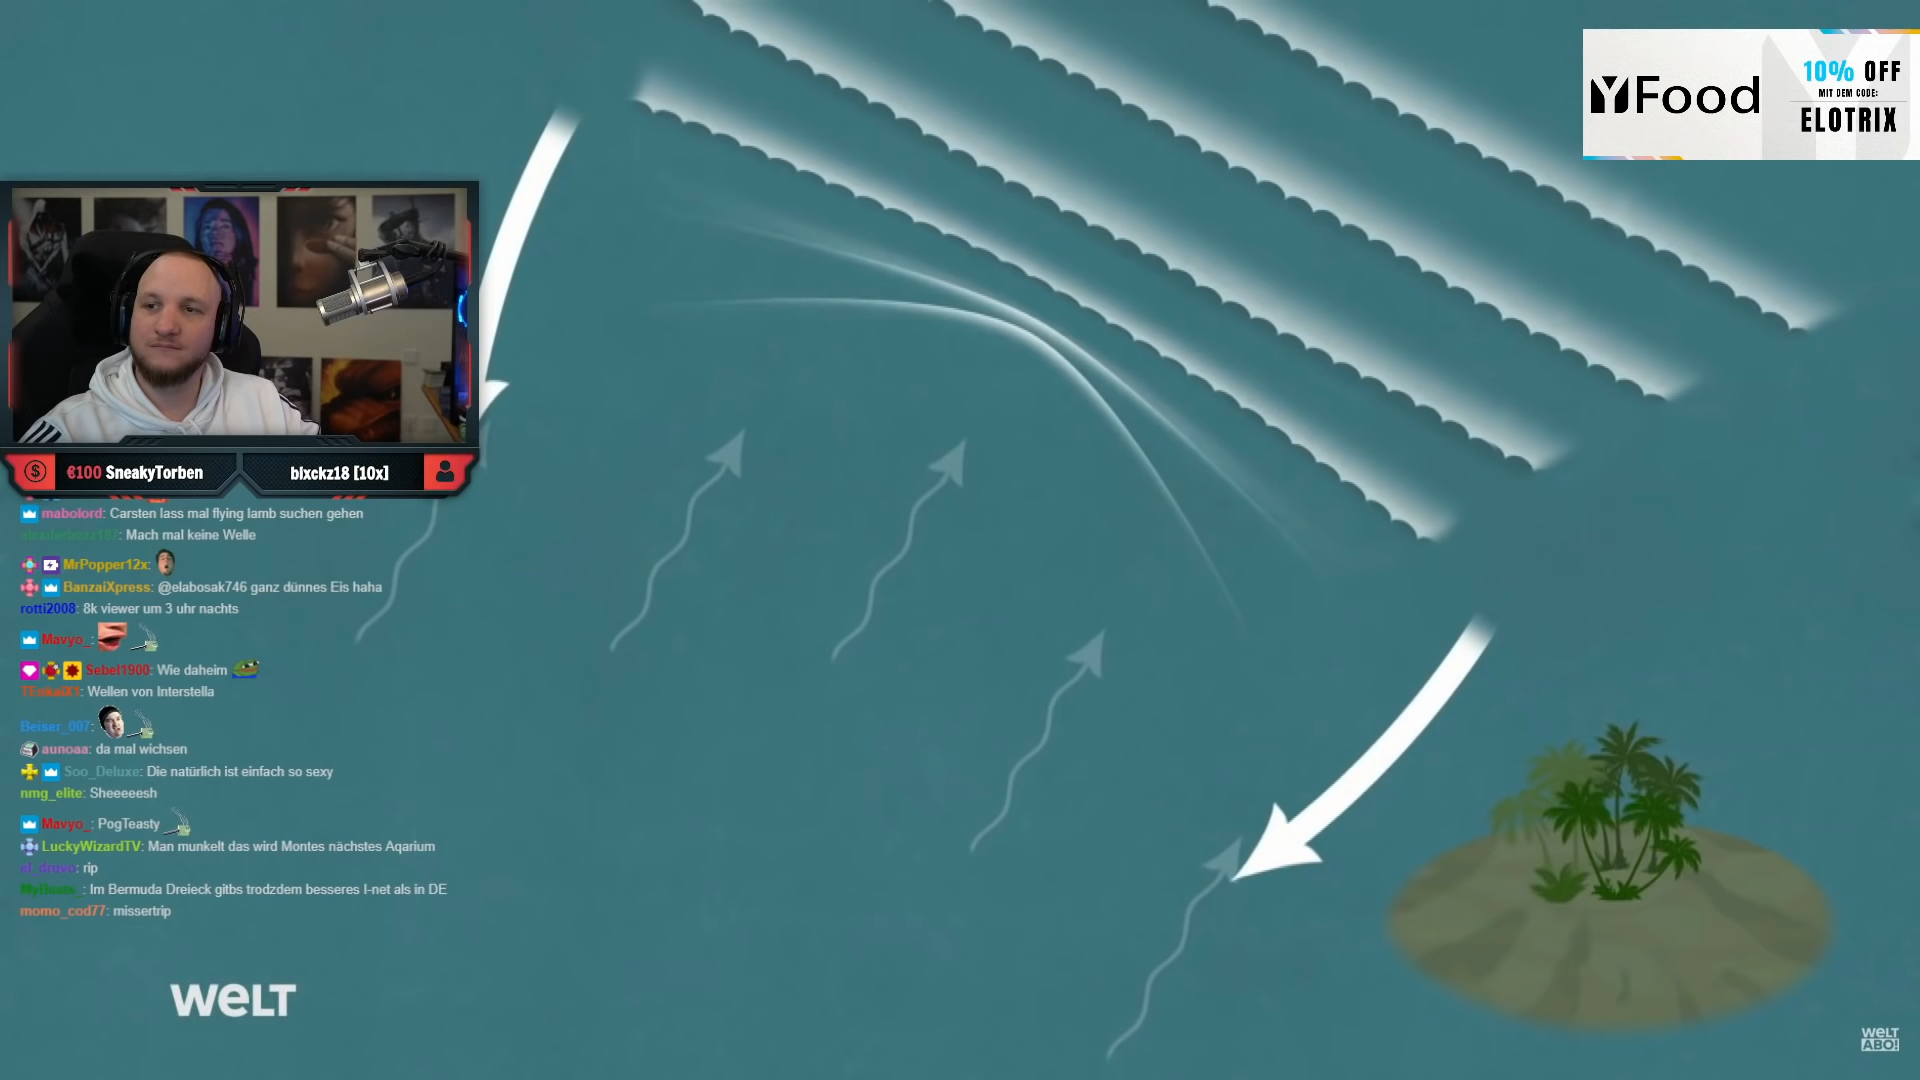 YFood
10% OFF
MIT DEM CODE:
ELOTRIX
€100 SneakyTorben
blxckz18 [10x]
mabolord: Carsten lass mal flying lamb suchen gehen
: Mach mal keine Welle
MrPopper12x:
BanzaiXpress: @elabosak746 ganz dünnes Eis haha
rotti2008: 8k viewer um 3 uhr nachts
Mavyo_:
Sebel1900: Wie daheim
TEnkaiX1: Wellen von Interstella
Beiser_007:
aunoaa: da mal wichsen
Soo_Deluxe: Die natürlich ist einfach so sexy
nmg_elite: Sheeeeesh
Mavyo_: PogTeasty
LuckyWizardTV: Man munkelt das wird Montes nächstes Aqarium
: rip
: Im Bermuda Dreieck gitbs trodzdem besseres I-net als in DE
momo_cod77: missertrip
WELT
WELT
ABO!